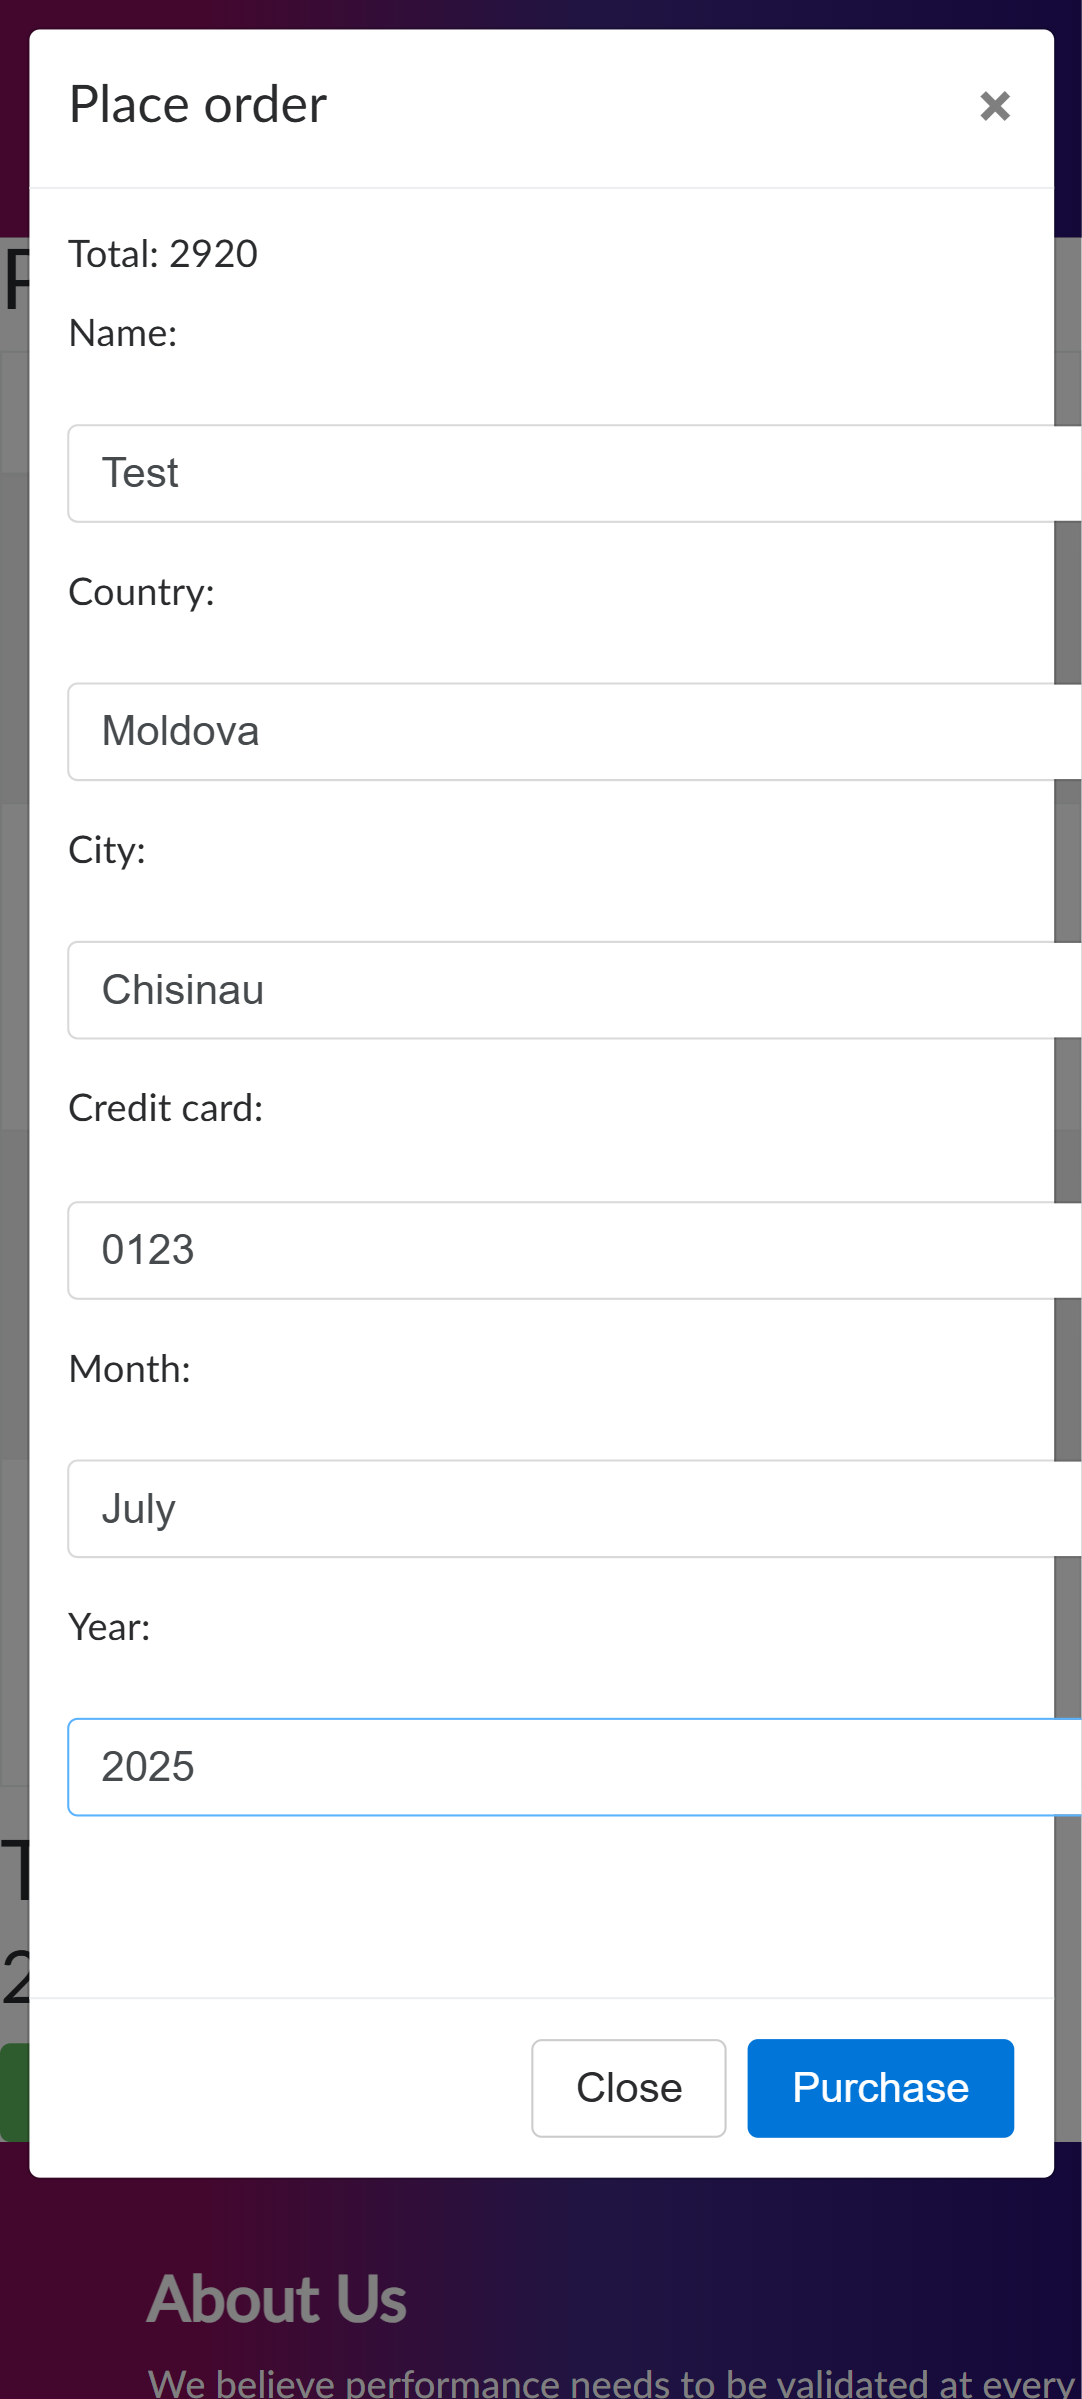 Place order
×
Total: 2920
Name:
Test
Country:
Moldova
City:
Chisinau
Credit card:
0123
Month:
July
Year:
2025
Close
Purchase
About Us
We believe performance needs to be validated at every